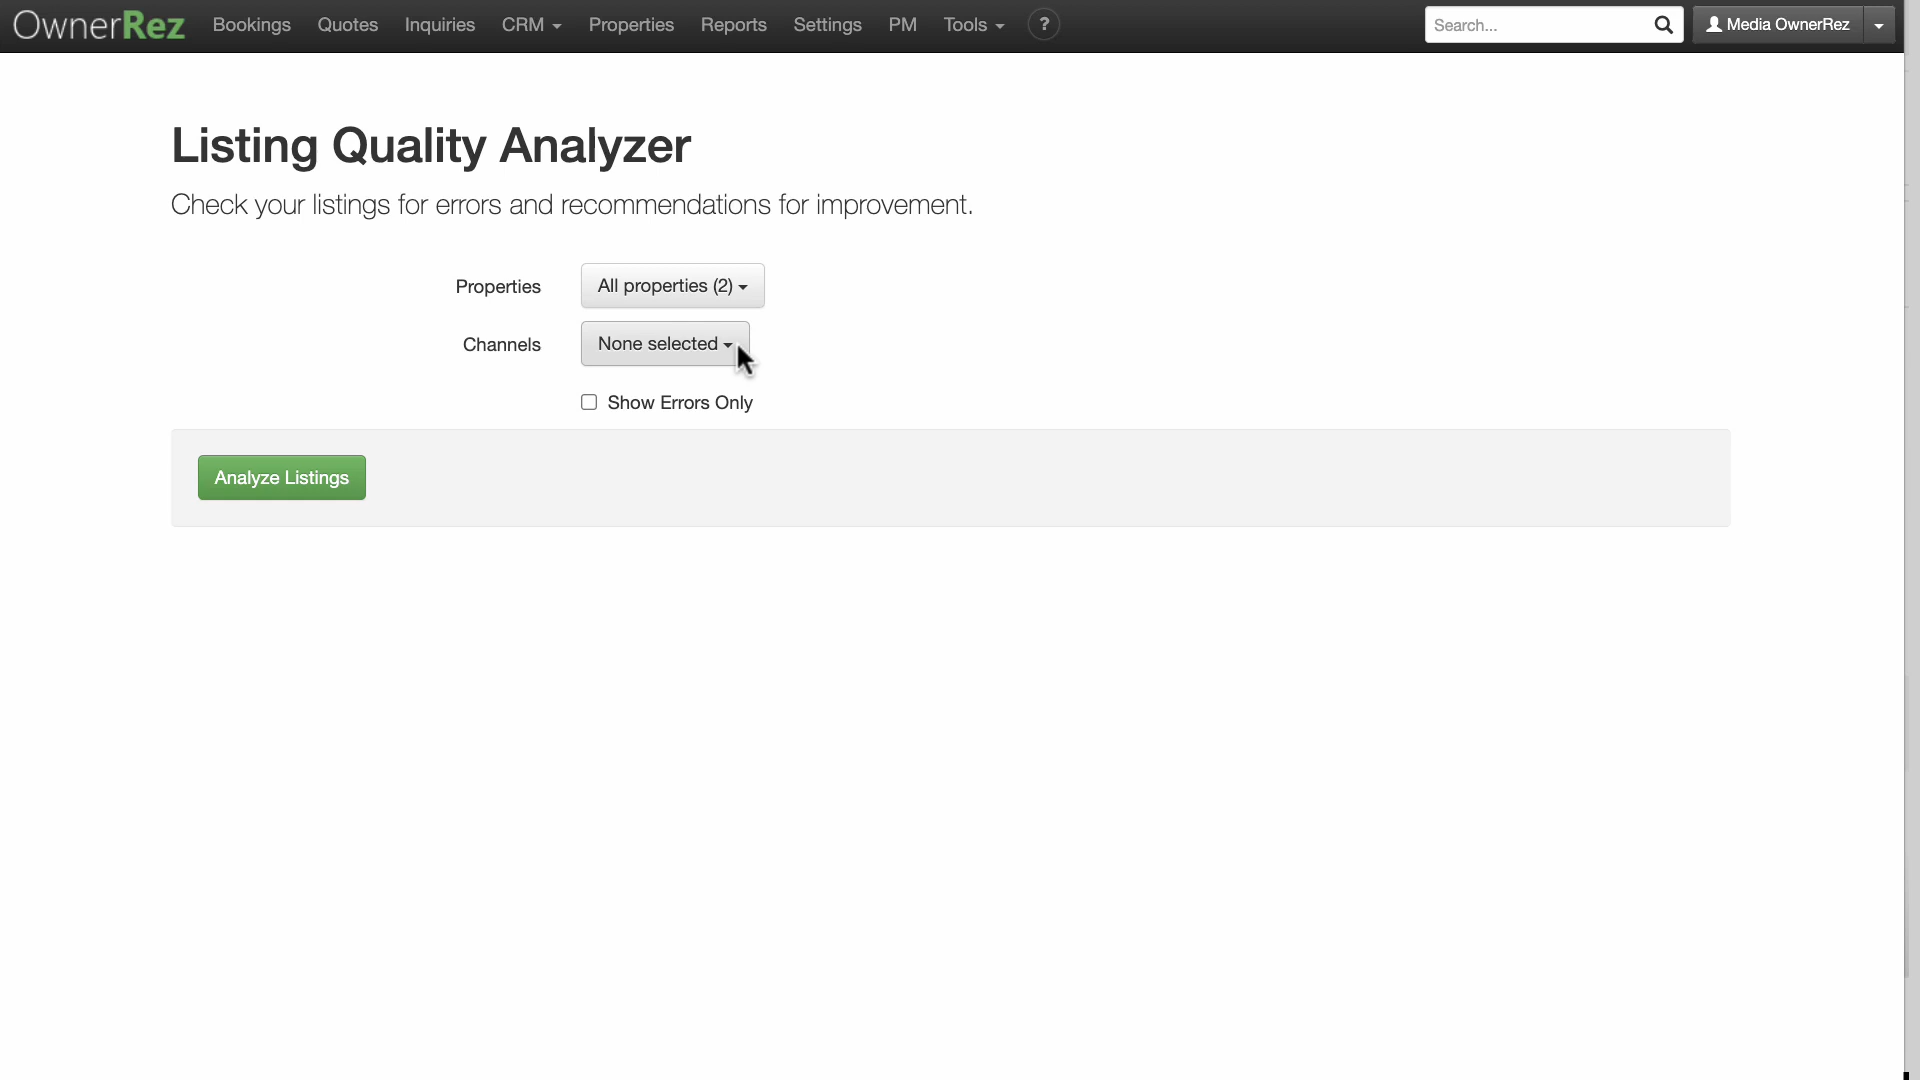 OwnerRez Bookings Quotes Inquiries CRM Properties Reports Settings PM Tools ? Search... Media OwnerRez
Listing Quality Analyzer
Check your listings for errors and recommendations for improvement.
Properties All properties (2)
Channels None selected
Show Errors Only
Analyze Listings